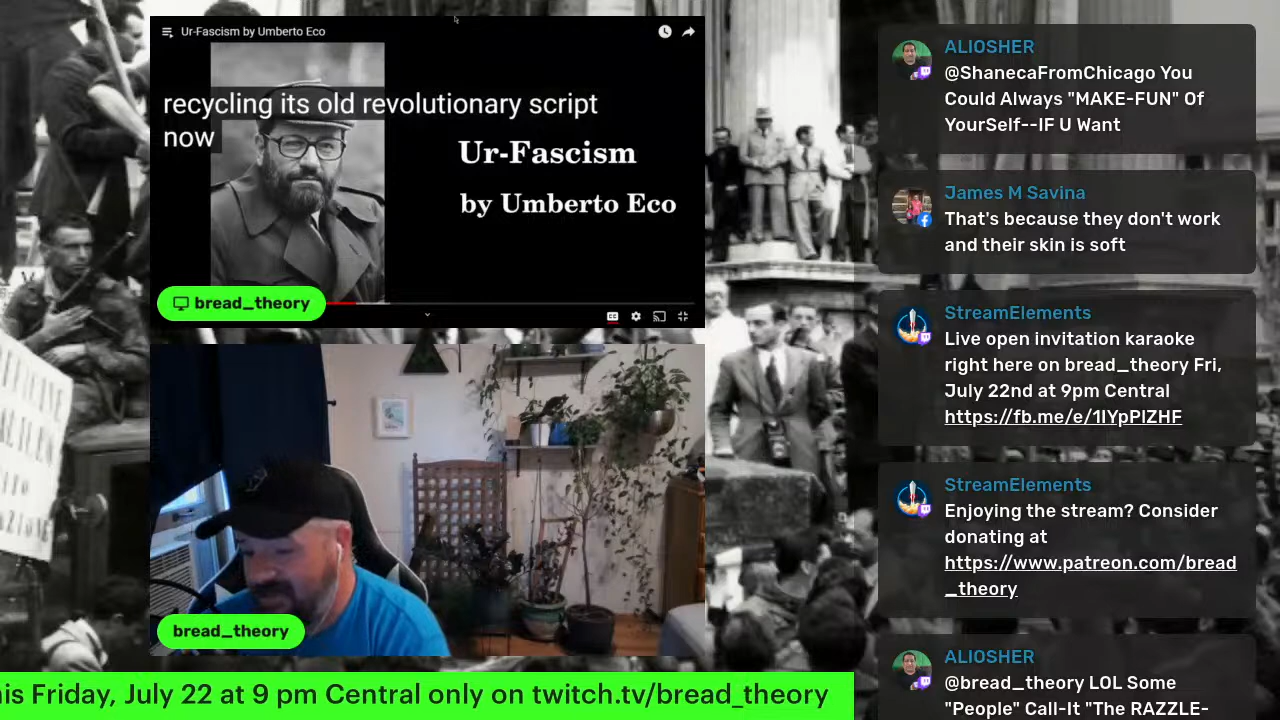 Ur-Fascism by Umberto Eco
recycling its old revolutionary script
now
Ur-Fascism
by Umberto Eco
bread_theory
CC
bread_theory
is Friday, July 22 at 9 pm Central only on twitch.tv/bread_theory
ALIOSHER
@ShanecaFromChicago You
Could Always "MAKE-FUN" Of
YourSelf--IF U Want
James M Savina
That's because they don't work
and their skin is soft
StreamElements
Live open invitation karaoke
right here on bread_theory Fri,
July 22nd at 9pm Central
https://fb.me/e/1IYpPlZHF
StreamElements
Enjoying the stream? Consider
donating at
https://www.patreon.com/bread
_theory
ALIOSHER
@bread_theory LOL Some
"People" Call-It "The RAZZLE-